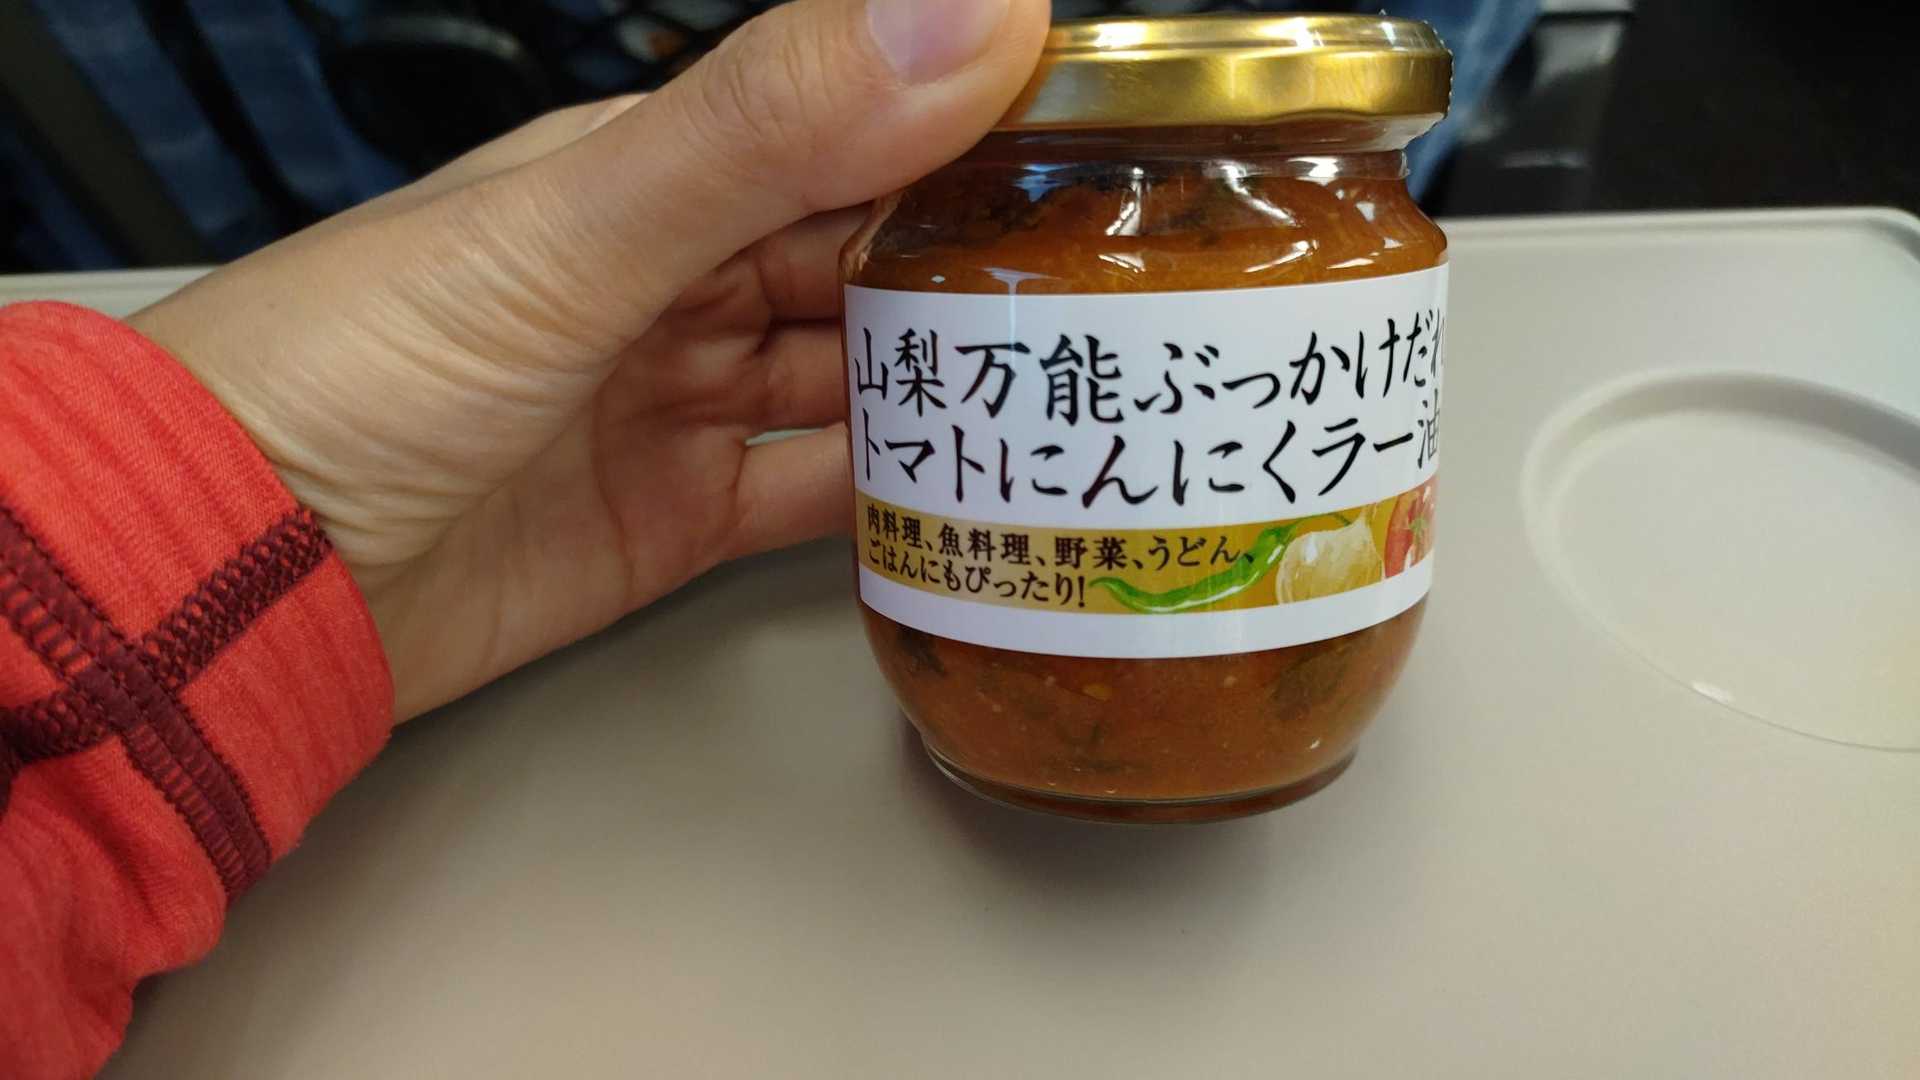 山梨万能ぶっかけだれ
トマトにんにくラー油
肉料理、魚料理、野菜、うどん、
ごはんにもぴったり!